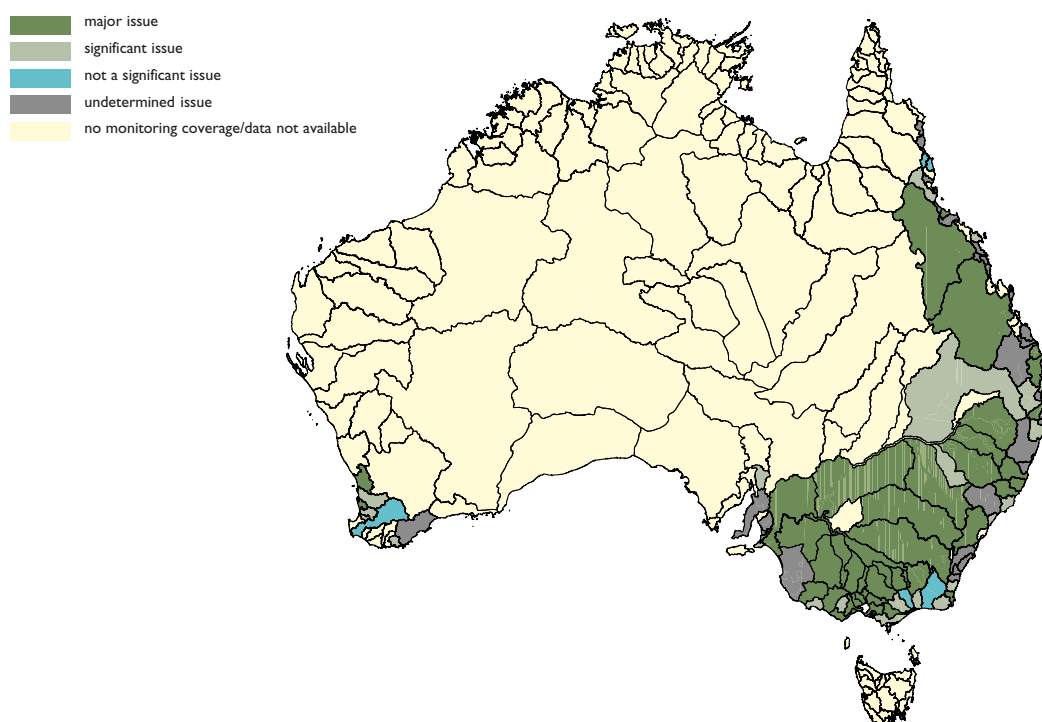 major issue
significant issue
not a significant issue
undetermined issue
no monitoring coverage/data not available